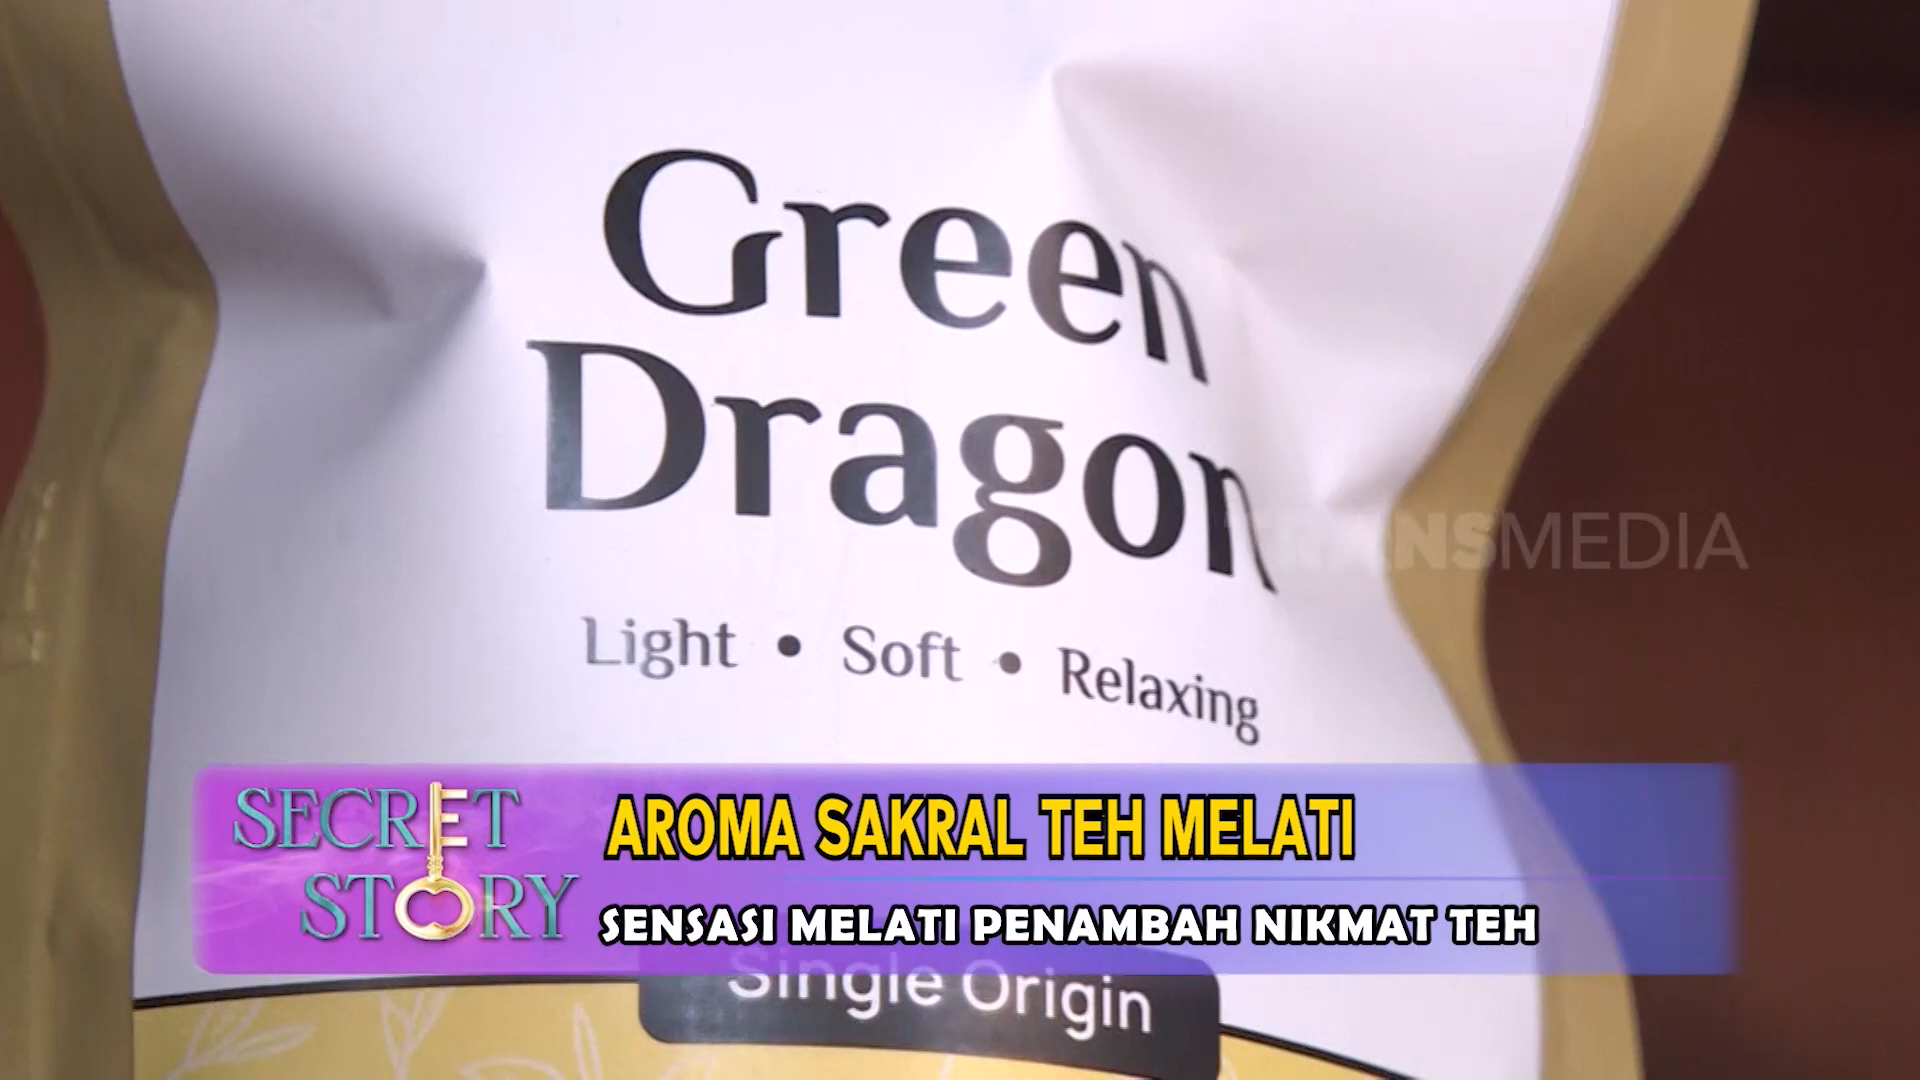 Green
Dragon
Light • Soft • Relaxing
TRANSMEDIA
SECRET
STORY
AROMA SAKRAL TEH MELATI
SENSASI MELATI PENAMBAH NIKMAT TEH
Single Origin